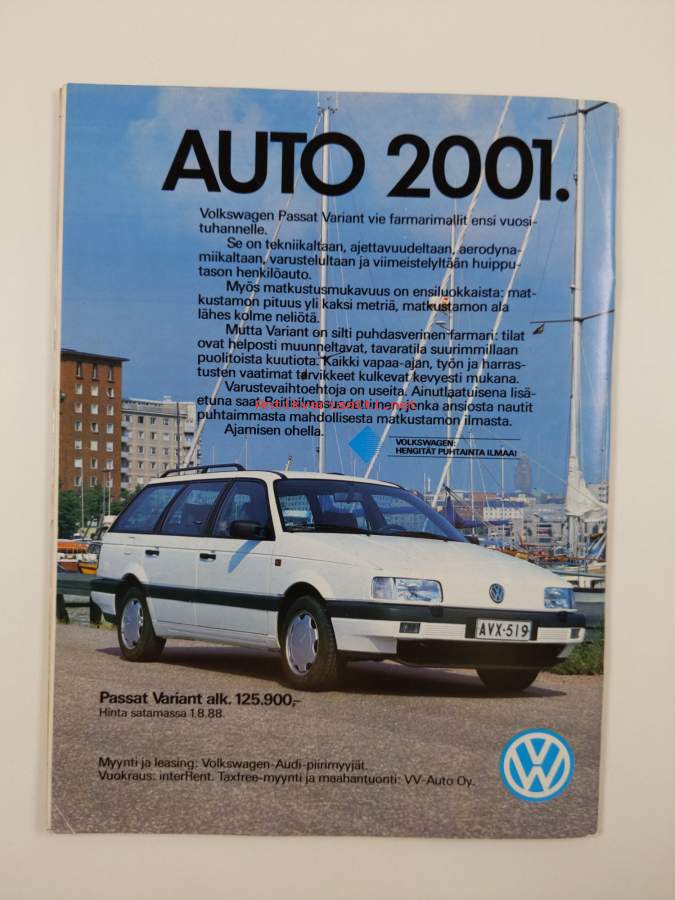 AUTO 2001.
Volkswagen Passat Variant vie farmarimallit ensi vuosi-
tuhannelle.
Se on tekniikaltaan, ajettavuudeltaan, aerodyna-
miikaltaan, varustelultaan ja viimeistelyltään huippu-
tason henkilöauto.
Myös matkustusmukavuus on ensiluokkaista: mat-
kustamon pituus yli kaksi metriä, matkustamon ala
lähes kolme neliötä.
Mutta Variant on silti puhdasverinen farmari: tilat
ovat helposti muunneltavat, tavaratila suurimmillaan
puolitoista kuutiota. Kaikki vapaa-ajan, työn ja harras-
tusten vaatimat tarvikkeet kulkevat kevyesti mukana.
Varustevaihtoehtoja on useita. Ainutlaatuisena lisä-
etuna saat Raitisilmasuodattimen, jonka ansiosta nautit
puhtaimmasta mahdollisesta matkustamon ilmasta.
Ajamisen ohella.
VOLKSWAGEN:
HENGITÄT PUHTAINTA ILMAA!
AVX-519
Passat Variant alk. 125.900,-
Hinta satamassa 1.8.88.
Myynti ja leasing: Volkswagen-Audi-piirimyyjät.
Vuokraus: interRent. Taxfree-myynti ja maahantuonti: VV-Auto Oy.